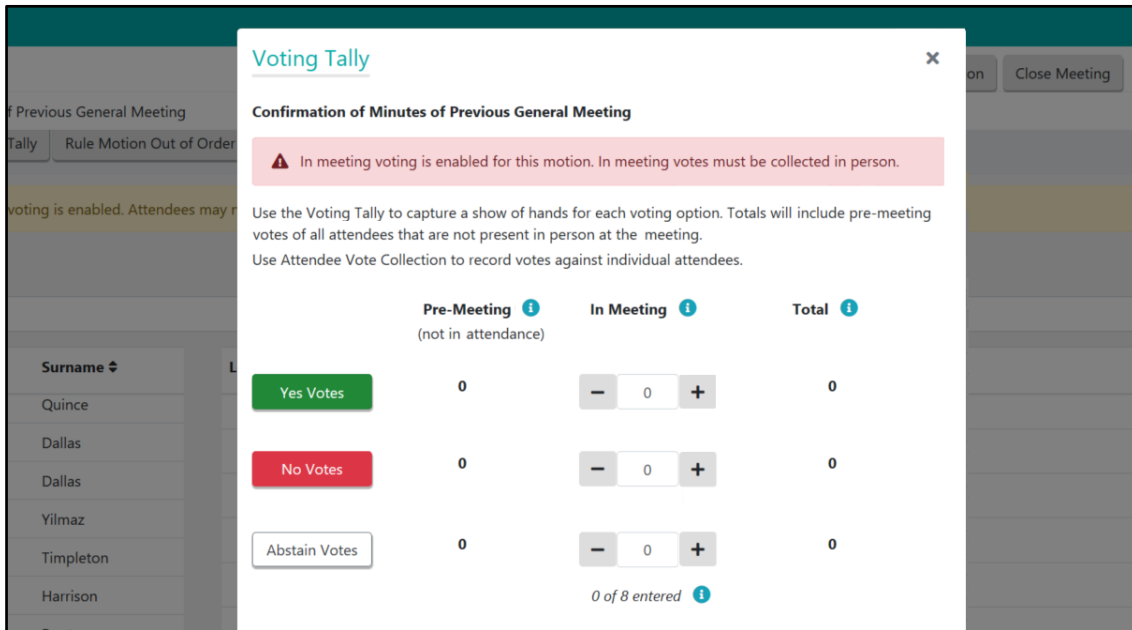 Voting Tally
×
on
Close Meeting
f Previous General Meeting
Confirmation of Minutes of Previous General Meeting
Tally
Rule Motion Out of Order
In meeting voting is enabled for this motion. In meeting votes must be collected in person.
voting is enabled. Attendees may r
Use the Voting Tally to capture a show of hands for each voting option. Totals will include pre-meeting
votes of all attendees that are not present in person at the meeting.
Use Attendee Vote Collection to record votes against individual attendees.
Pre-Meeting
In Meeting
Total
(not in attendance)
Surname
L
Yes Votes 0 − 0 + 0
Quince
Dallas
No Votes 0 − 0 + 0
Dallas
Yilmaz
Abstain Votes 0 − 0 + 0
Timpleton
Harrison
0 of 8 entered